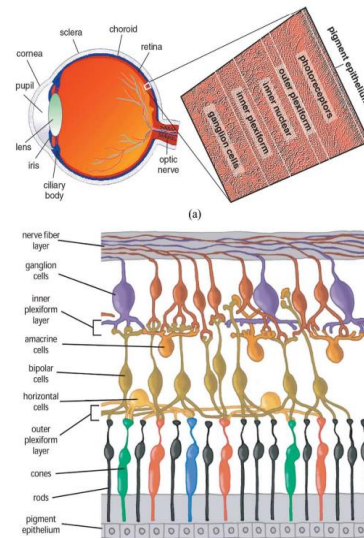 sclera
choroid
retina
cornea
pupil
lens
iris
ciliary
body
optic
nerve
ganglion cells
inner plexiform
inner nuclear
outer plexiform
photoreceptors
pigment epithelium
(a)
nerve fiber
layer
ganglion
cells
inner
plexiform
layer
amacrine
cells
bipolar
cells
horizontal
cells
outer
plexiform
layer
cones
rods
pigment
epithelium